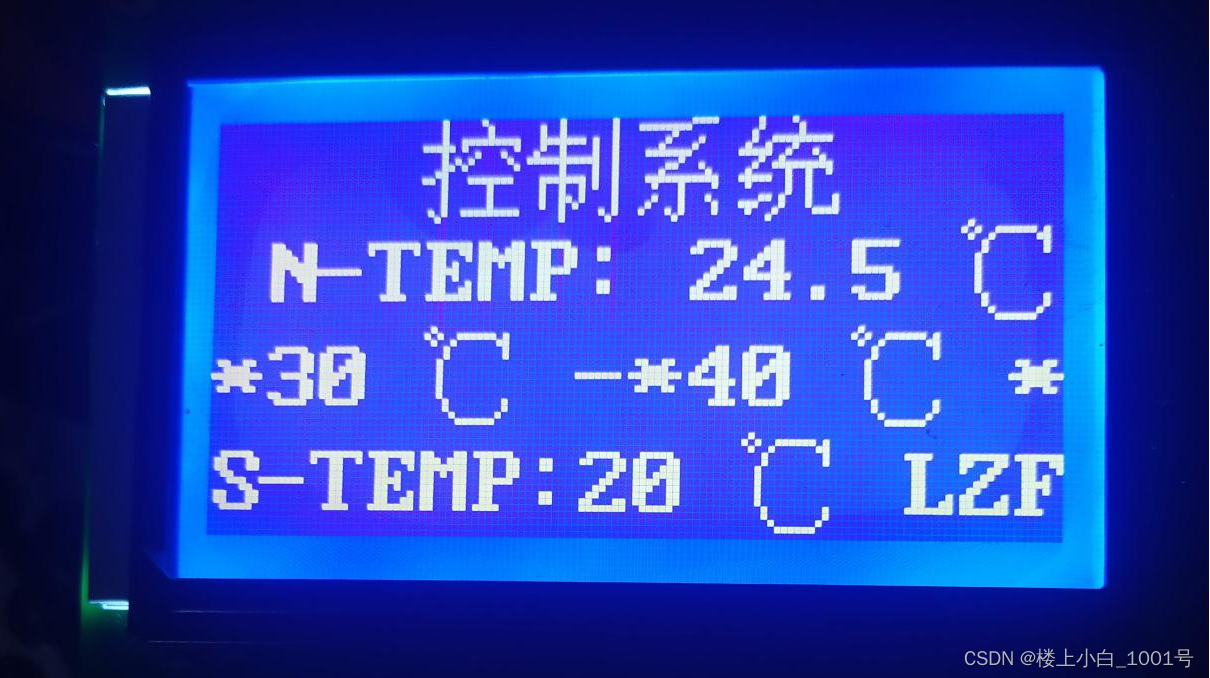 控制系统
N-TEMP: 24.5 ℃
*30 ℃ -*40 ℃ *
S-TEMP:20 ℃ LZF
CSDN @楼上小白_1001号